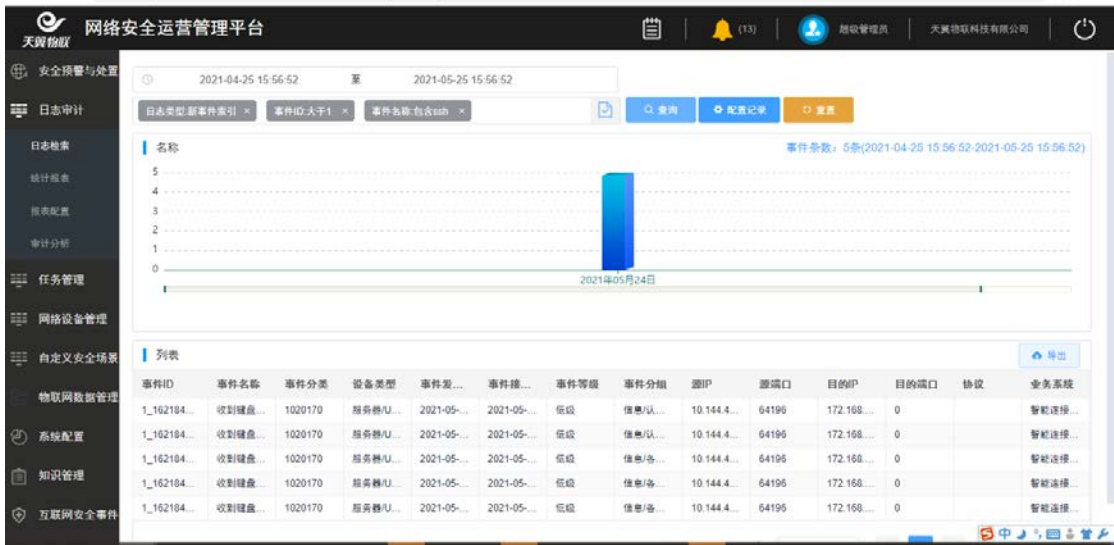 天翼物联 网络安全运营管理平台 (13) 超级管理员 天翼物联科技有限公司
安全预警与处置
日志审计
日志检索
统计报表
报表配置
审计分析
任务管理
网络设备管理
自定义安全场景
物联网数据管理
系统配置
知识管理
互联网安全事件
2021-04-25 15:56:52 至 2021-05-25 15:56:52
日志类型:新事件索引 × 事件ID:大于1 × 事件名称:包含ssh × 查询 配置记录 重置
名称 事件条数：5条(2021-04-25 15:56:52-2021-05-25 15:56:52)
5
4
3
2
1
0
2021年05月24日
列表 导出
事件ID 事件名称 事件分类 设备类型 事件发... 事件接... 事件等级 事件分组 源IP 源端口 目的IP 目的端口 协议 业务系统
1_162184... 收到键盘... 1020170 服务器/U... 2021-05-... 2021-05-... 低级 信息/认... 10.144.4... 64196 172.168.... 0 智能连接...
1_162184... 收到键盘... 1020170 服务器/U... 2021-05-... 2021-05-... 低级 信息/认... 10.144.4... 64196 172.168.... 0 智能连接...
1_162184... 收到键盘... 1020170 服务器/U... 2021-05-... 2021-05-... 低级 信息/各... 10.144.4... 64196 172.168.... 0 智能连接...
1_162184... 收到键盘... 1020170 服务器/U... 2021-05-... 2021-05-... 低级 信息/各... 10.144.4... 64196 172.168.... 0 智能连接...
1_162184... 收到键盘... 1020170 服务器/U... 2021-05-... 2021-05-... 低级 信息/各... 10.144.4... 64196 172.168.... 0 智能连接...
中